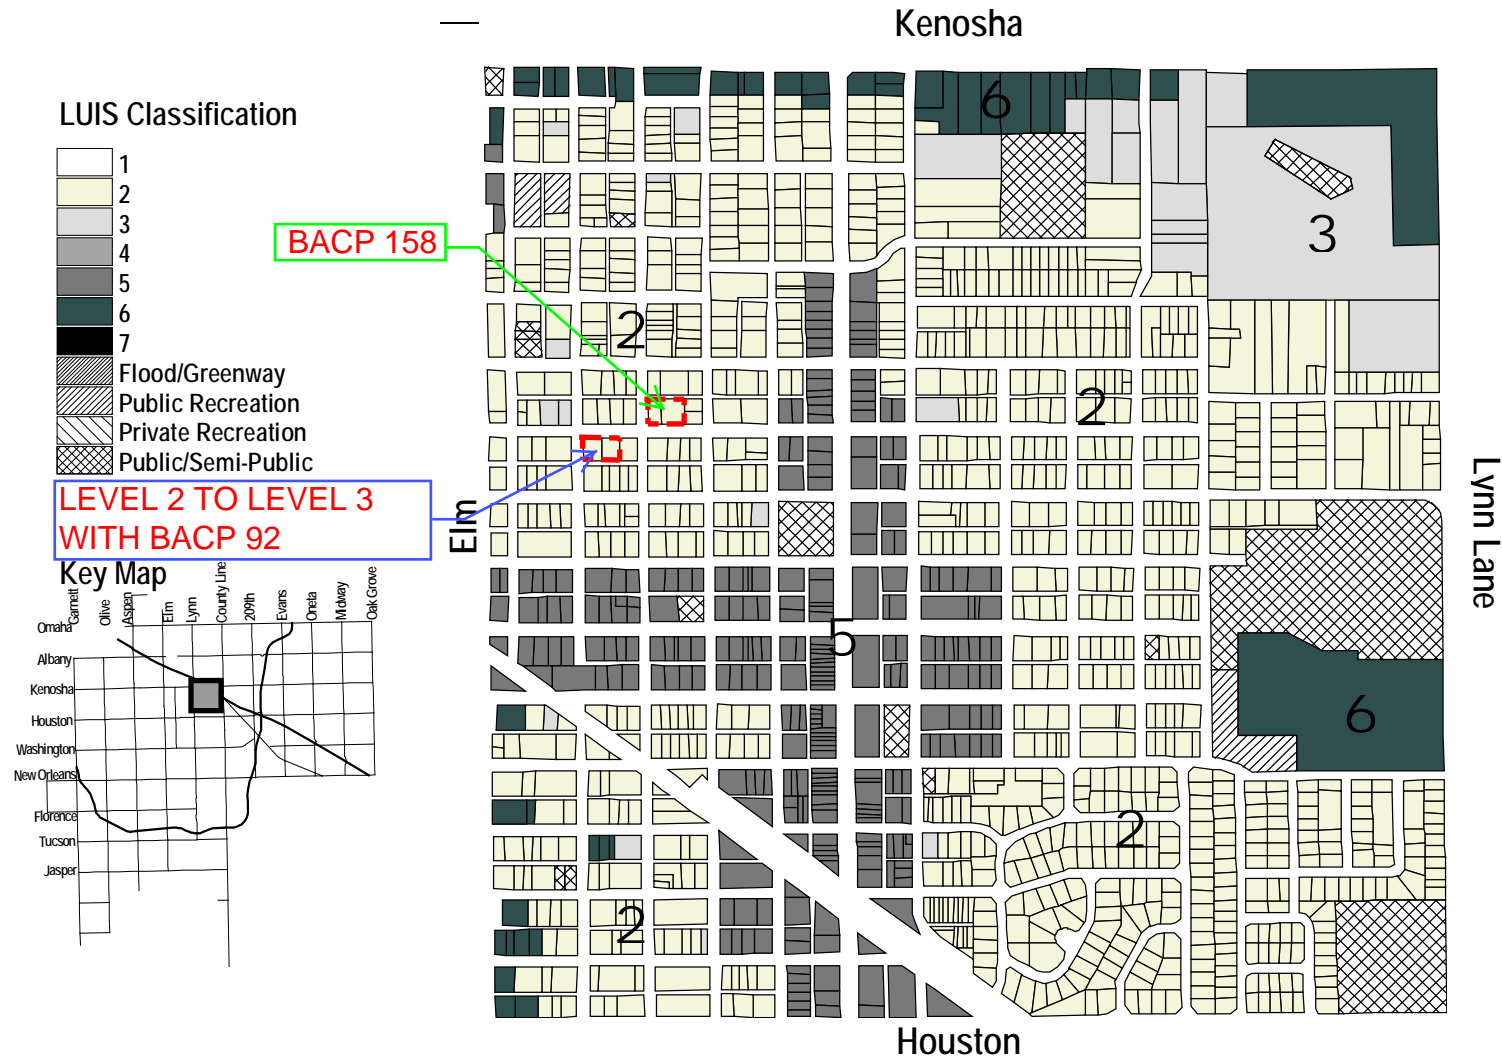 Kenosha
LUIS Classification
1
2
3
4
5
6
7
Flood/Greenway
Public Recreation
Private Recreation
Public/Semi-Public
BACP 158
LEVEL 2 TO LEVEL 3
WITH BACP 92
Elm
Lynn Lane
6
3
2
2
5
6
2
2
Houston
Key Map
Garnett
Olive
Aspen
Elm
Lynn
County Line
209th
Evans
Oneta
Midway
Oak Grove
Omaha
Albany
Kenosha
Houston
Washington
New Orleans
Florence
Tucson
Jasper